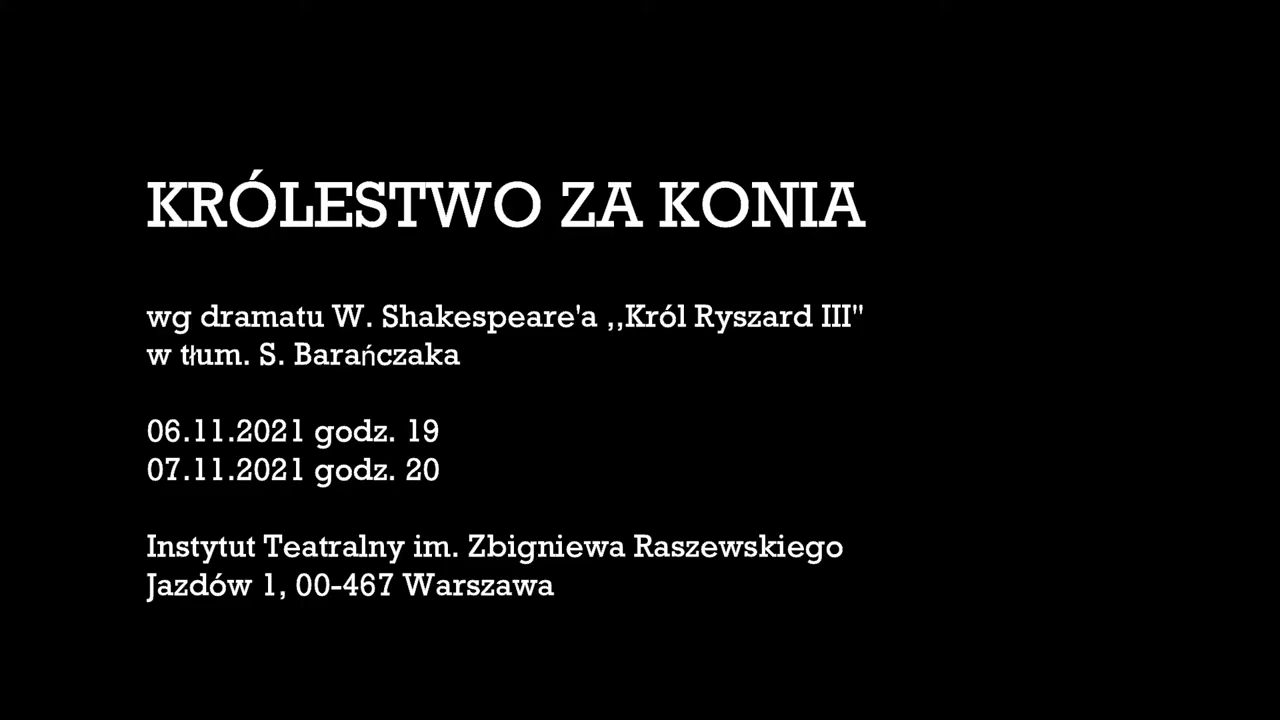 KRÓLESTWO ZA KONIA
wg dramatu W. Shakespeare'a ,,Król Ryszard III"
w tłum. S. Barańczaka
06.11.2021 godz. 19
07.11.2021 godz. 20
Instytut Teatralny im. Zbigniewa Raszewskiego
Jazdów 1, 00-467 Warszawa